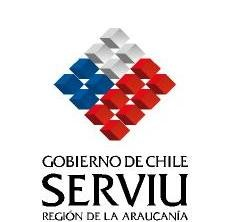 GOBIERNO DE CHILE
SERVIU
REGIÓN DE LA ARAUCANÍA